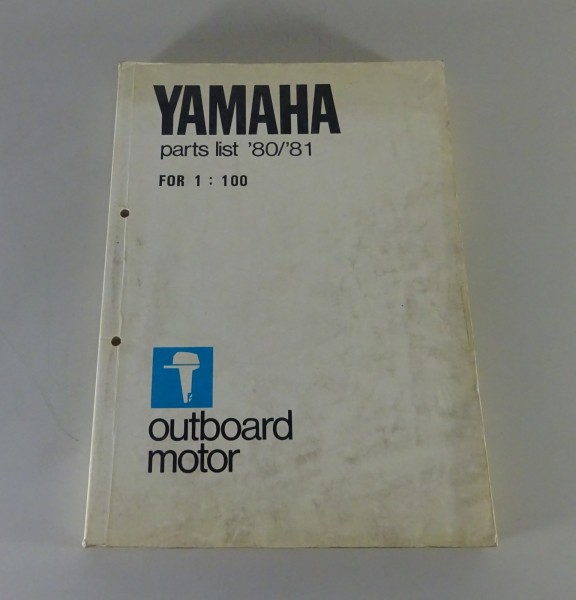 YAMAHA
parts list '80/'81
FOR 1 : 100
outboard
motor